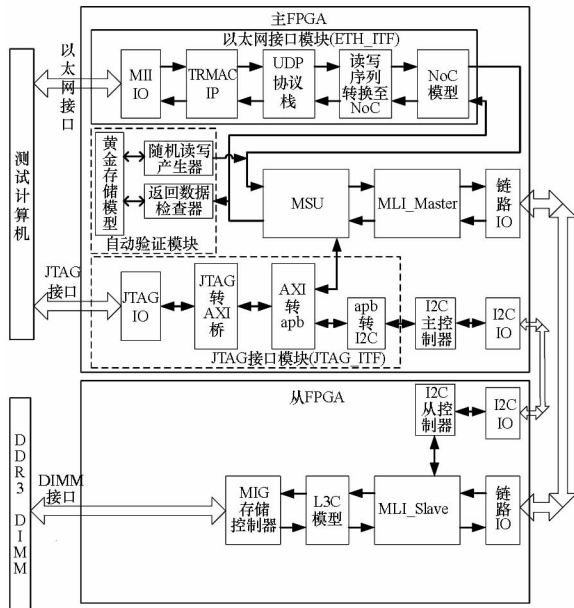 主FPGA
以太网接口模块(ETH_ITF)
以太网接口
测试计算机
MII
IO
TRMAC
IP
UDP
协议
栈
读写
序列
转换至
NoC
NoC
模型
黄金存储模型
随机读写
产生器
返回数据
检查器
自动验证模块
MSU
MLI_Master
链路
IO
JTAG
接口
JTAG
IO
JTAG
转
AXI
桥
AXI
转
apb
apb
转
I2C
I2C
主控
制器
I2C
IO
JTAG接口模块(JTAG_ITF)
从FPGA
I2C
从控
制器
I2C
IO
DDR3 DIMM
DIMM
接口
MIG
存储
控制器
L3C
模型
MLI_Slave
链路
IO